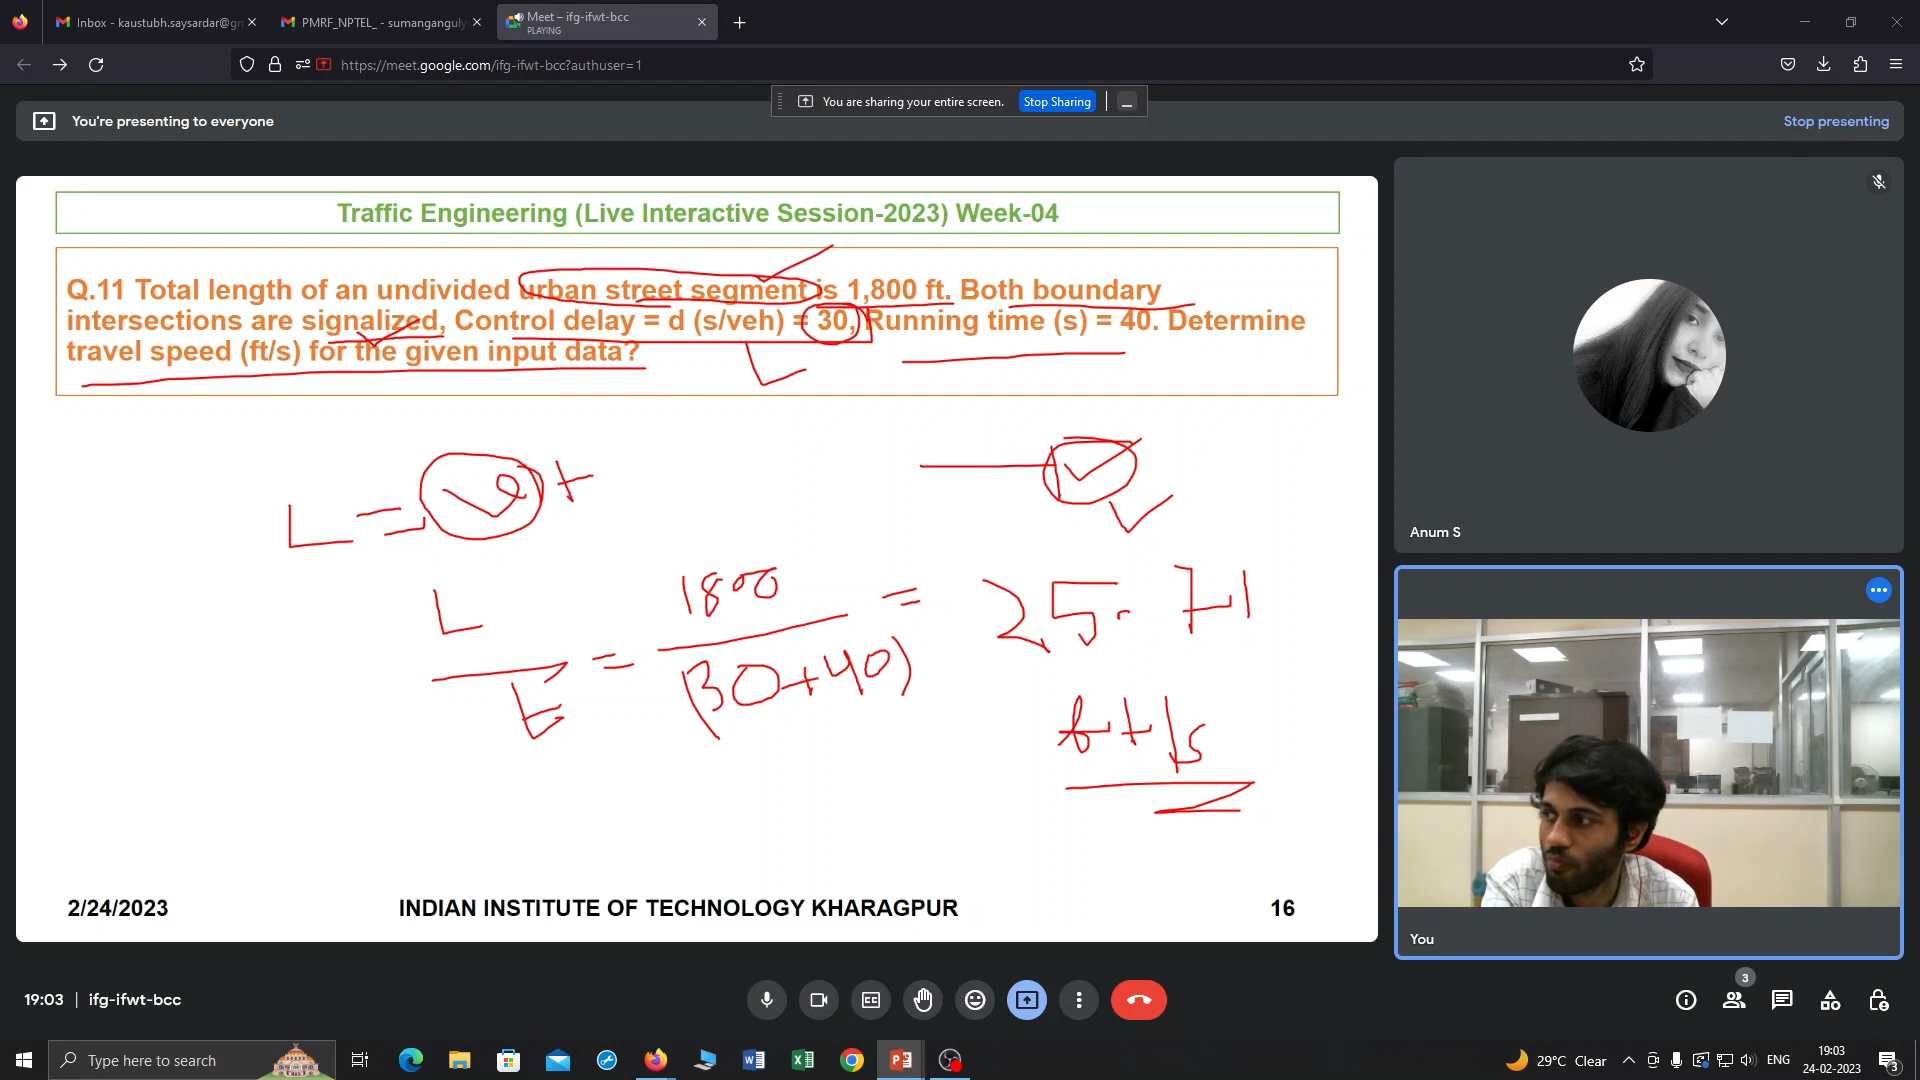 Inbox - kaustubh.saysardar@gm
PMRF_NPTEL_ - sumanganguly
Meet – ifg-ifwt-bcc
PLAYING
https://meet.google.com/ifg-ifwt-bcc?authuser=1
You are sharing your entire screen.
Stop Sharing
You're presenting to everyone
Stop presenting
Traffic Engineering (Live Interactive Session-2023) Week-04
Q.11 Total length of an undivided urban street segment is 1,800 ft. Both boundary
intersections are signalized, Control delay = d (s/veh) = 30, Running time (s) = 40. Determine
travel speed (ft/s) for the given input data?
L = +
L
t
=
1800
(30+40)
= 25.71
ft/s
2/24/2023
INDIAN INSTITUTE OF TECHNOLOGY KHARAGPUR
16
Anum S
You
19:03 | ifg-ifwt-bcc
3
Type here to search
29°C Clear
ENG
19:03
24-02-2023
3